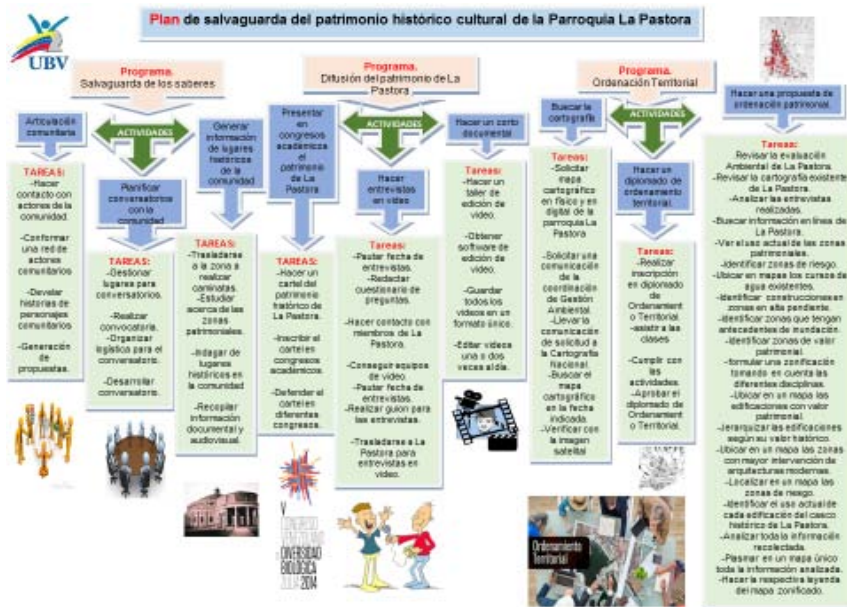 Plan de salvaguarda del patrimonio histórico cultural de la Parroquia La Pastora
UBV
Programa.
Salvaguarda de los saberes
Programa.
Difusión del patrimonio de La
Pastora
Programa.
Ordenación Territorial
Hacer una propuesta de
ordenación patrimonial.
Articulación
comunitaria
ACTIVIDADES
Generar
información
de lugares
históricos de
la comunidad
Presentar
en
congresos
académicos
el
patrimonio
de La
Pastora
ACTIVIDADES
Hacer un corto
documental
Buscar la
cartografía
ACTIVIDADES
Planificar
conversatorios
con la
comunidad
Hacer
entrevistas
en video
Hacer un
diplomado de
ordenamiento
territorial.
TAREAS:
-Hacer
contacto con
actores de la
comunidad.
-Conformar
una red de
actores
comunitarios
-Develar
historias de
personajes
comunitarios
-Generación
de
propuestas.
TAREAS:
-Gestionar
lugares para
conversatorios.
-Realizar
convocatoria.
-Organizar
logística para el
conversatorio.
-Desarrollar
conversatorio.
TAREAS:
-Trasladarse
a la zona a
realizar
caminatas.
-Estudiar
acerca de las
zonas
patrimoniales.
-Indagar de
lugares
históricos en
la comunidad
-Recopilar
información
documental y
audiovisual.
TAREAS:
-Hacer un
cartel del
patrimonio
histórico de
La Pastora.
-Inscribir el
cartel en
congresos
académicos.
-Defender el
cartel en
diferentes
congresos.
Tareas:
-Pautar fecha de
entrevistas.
-Redactar
cuestionario de
preguntas.
-Hacer contacto con
miembros de La
Pastora.
-Conseguir equipos
de video.
-Pautar fecha de
entrevistas.
-Realizar guion para
las entrevistas.
-Trasladarse a La
Pastora para
entrevistas en
video.
Tareas:
-Hacer un
taller de
edición de
video.
-Obtener
software de
edición de
video.
-Guardar
todos los
videos en un
formato único.
-Editar videos
una o dos
veces al día.
Tareas:
-Solicitar
mapa
cartográfico
en físico y en
digital de la
parroquia La
Pastora
-Solicitar una
comunicación
de la
coordinación
de Gestión
Ambiental.
-Llevar la
comunicación
de solicitud a
la Cartografía
Nacional.
-Buscar el
mapa
cartográfico
en la fecha
indicada.
-Verificar con
la imagen
satelital
Tareas:
-Realizar
inscripción
en diplomado
de
Ordenamient
o Territorial.
-asistir a las
clases
-Cumplir con
las
actividades.
-Aprobar el
diplomado de
Ordenamient
o Territorial.
Tareas:
-Revisar la evaluación
Ambiental de La Pastora.
-Revisar la cartografía existente
de La Pastora.
-Analizar las entrevistas
realizadas.
-Buscar información en línea de
La Pastora.
-Ver el uso actual de las zonas
patrimoniales.
-Identificar zonas de riesgo.
-Ubicar en mapas los cursos de
agua existentes.
-Identificar construcciones en
zonas en alta pendiente.
-Identificar zonas que tengan
antecedentes de inundación.
-Identificar zonas de valor
patrimonial.
-formular una zonificación
tomando en cuenta las
diferentes disciplinas.
-Ubicar en un mapa las
edificaciones con valor
patrimonial.
-Jerarquizar las edificaciones
según su valor histórico.
-Ubicar en un mapa las zonas
con mayor intervención de
arquitecturas modernas.
-Localizar en un mapa las
zonas de riesgo.
-Identificar el uso actual de
cada edificación del casco
histórico de La Pastora.
-Analizar toda la información
recolectada.
-Plasmar en un mapa único
toda la información analizada.
-Hacer la respectiva leyenda
del mapa zonificado.
V
CONGRESO
VENEZOLANO
DIVERSIDAD
BIOLÓGICA
2014
Ordenamiento
Territorial